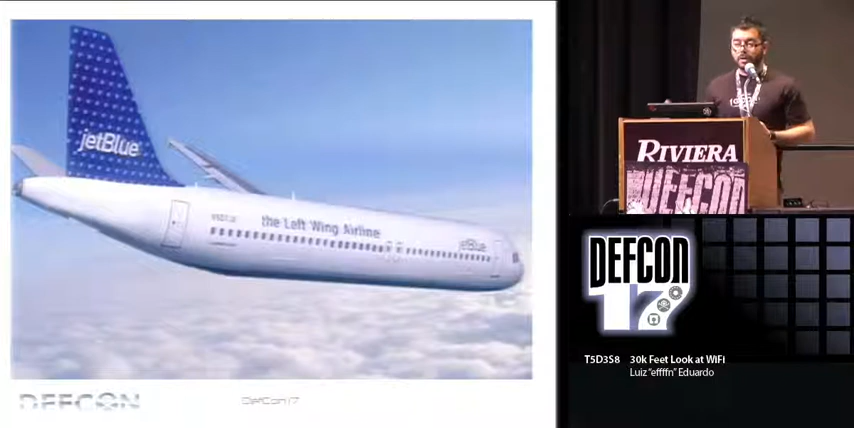 jetBlue
the Left Wing Airline
jetBlue
DEFCON
DefCon 17
RIVIERA
DEFCON
DEFCON
17
T5D3S8 30k Feet Look at WiFi
Luiz "effffn" Eduardo